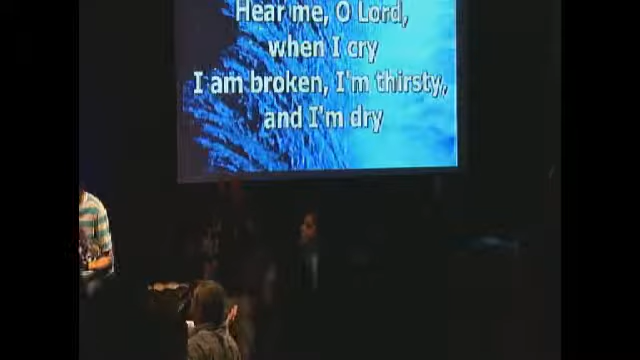 Hear me, O Lord,
when I cry
I am broken, I'm thirsty,
and I'm dry